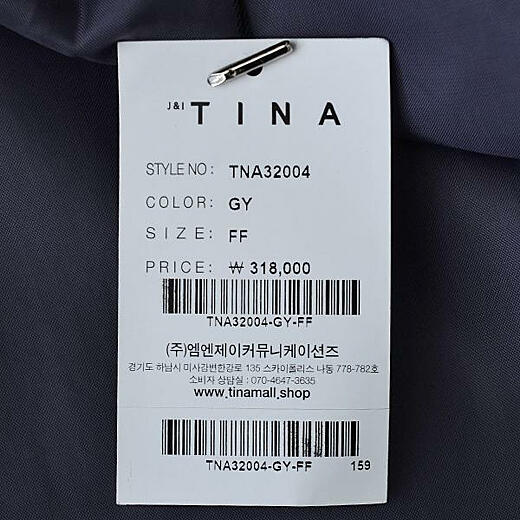 J&I TINA
STYLE NO : TNA32004
COLOR: GY
SIZE: FF
PRICE: ₩ 318,000
TNA32004-GY-FF
(주)엠엔제이커뮤니케이션즈
경기도 하남시 미사강변한강로 135 스카이폴리스 나동 778-782호
소비자 상담실 : 070-4647-3635
www.tinamall.shop
TNA32004-GY-FF 159